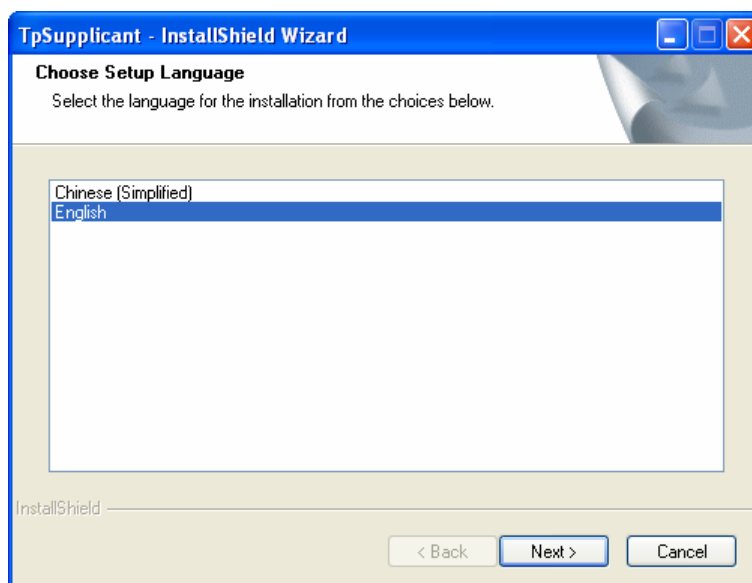 TpSupplicant - InstallShield Wizard
Choose Setup Language
Select the language for the installation from the choices below.
Chinese (Simplified)
English
InstallShield
< Back Next > Cancel